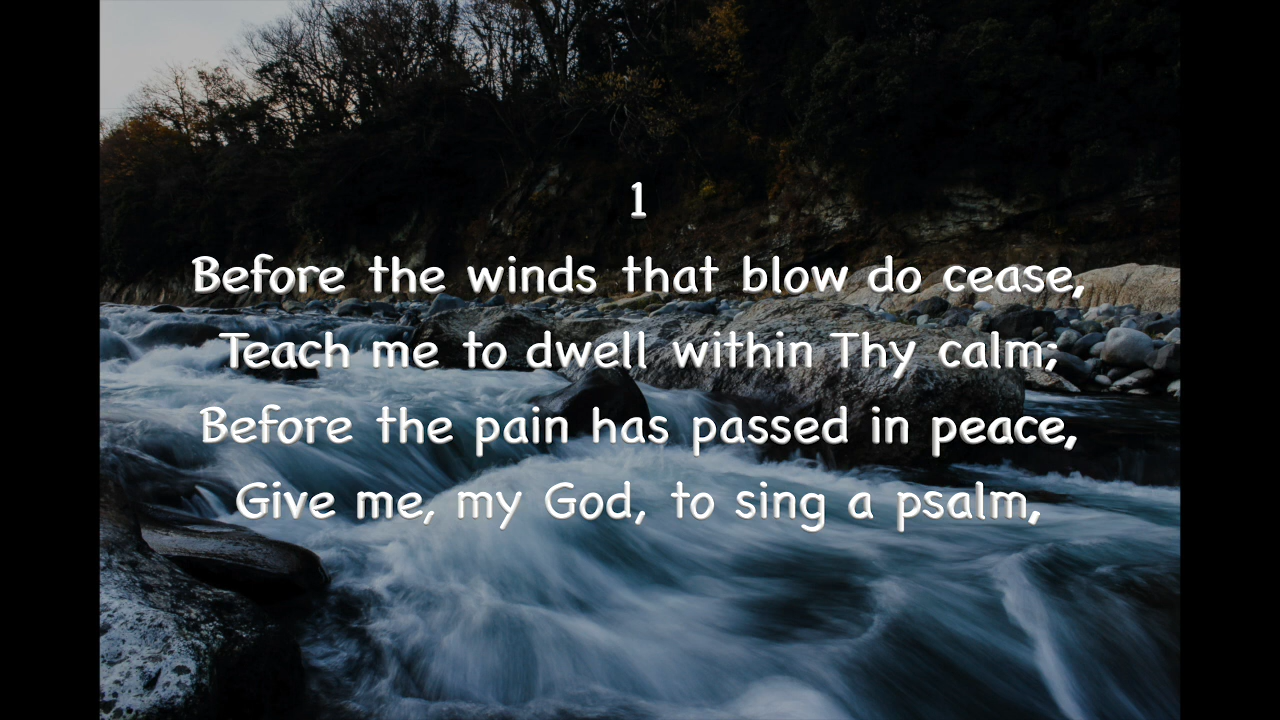 1
Before the winds that blow do cease,
Teach me to dwell within Thy calm;
Before the pain has passed in peace,
Give me, my God, to sing a psalm,